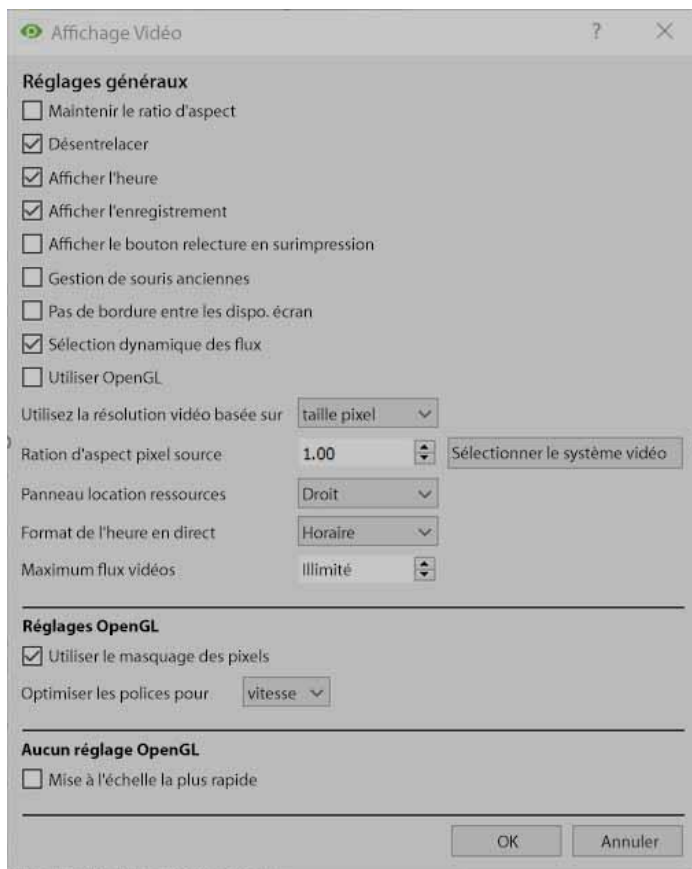 Affichage Vidéo ?
Réglages généraux
Maintenir le ratio d'aspect
Désentrelacer
Afficher l'heure
Afficher l'enregistrement
Afficher le bouton relecture en surimpression
Gestion de souris anciennes
Pas de bordure entre les dispo. écran
Sélection dynamique des flux
Utiliser OpenGL
Utilisez la résolution vidéo basée sur taille pixel
Ration d'aspect pixel source 1.00 Sélectionner le système vidéo
Panneau location ressources Droit
Format de l'heure en direct Horaire
Maximum flux vidéos Illimité
Réglages OpenGL
Utiliser le masquage des pixels
Optimiser les polices pour vitesse
Aucun réglage OpenGL
Mise à l'échelle la plus rapide
OK Annuler